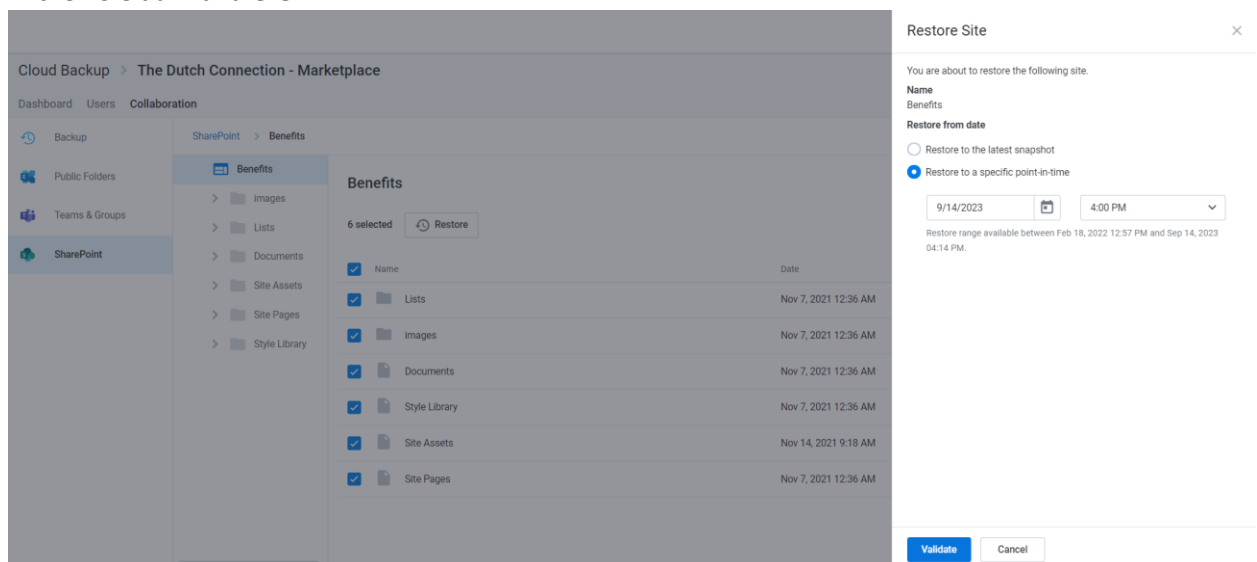 Restore Site
Cloud Backup > The Dutch Connection - Marketplace
Dashboard Users Collaboration
Backup
Public Folders
Teams & Groups
SharePoint
SharePoint > Benefits
Benefits
Images
Lists
Documents
Site Assets
Site Pages
Style Library
Benefits
6 selected Restore
Name Date
Lists Nov 7, 2021 12:36 AM
images Nov 7, 2021 12:36 AM
Documents Nov 7, 2021 12:36 AM
Style Library Nov 7, 2021 12:36 AM
Site Assets Nov 14, 2021 9:18 AM
Site Pages Nov 7, 2021 12:36 AM
You are about to restore the following site.
Name
Benefits
Restore from date
Restore to the latest snapshot
Restore to a specific point-in-time
9/14/2023 4:00 PM
Restore range available between Feb 18, 2022 12:57 PM and Sep 14, 2023
04:14 PM.
Validate Cancel